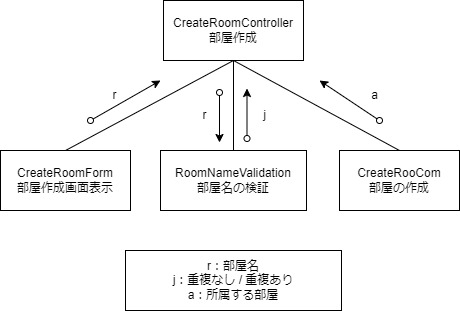 CreateRoomController
部屋作成
r
r
j
a
CreateRoomForm
部屋作成画面表示
RoomNameValidation
部屋名の検証
CreateRooCom
部屋の作成
r：部屋名
j：重複なし / 重複あり
a：所属する部屋